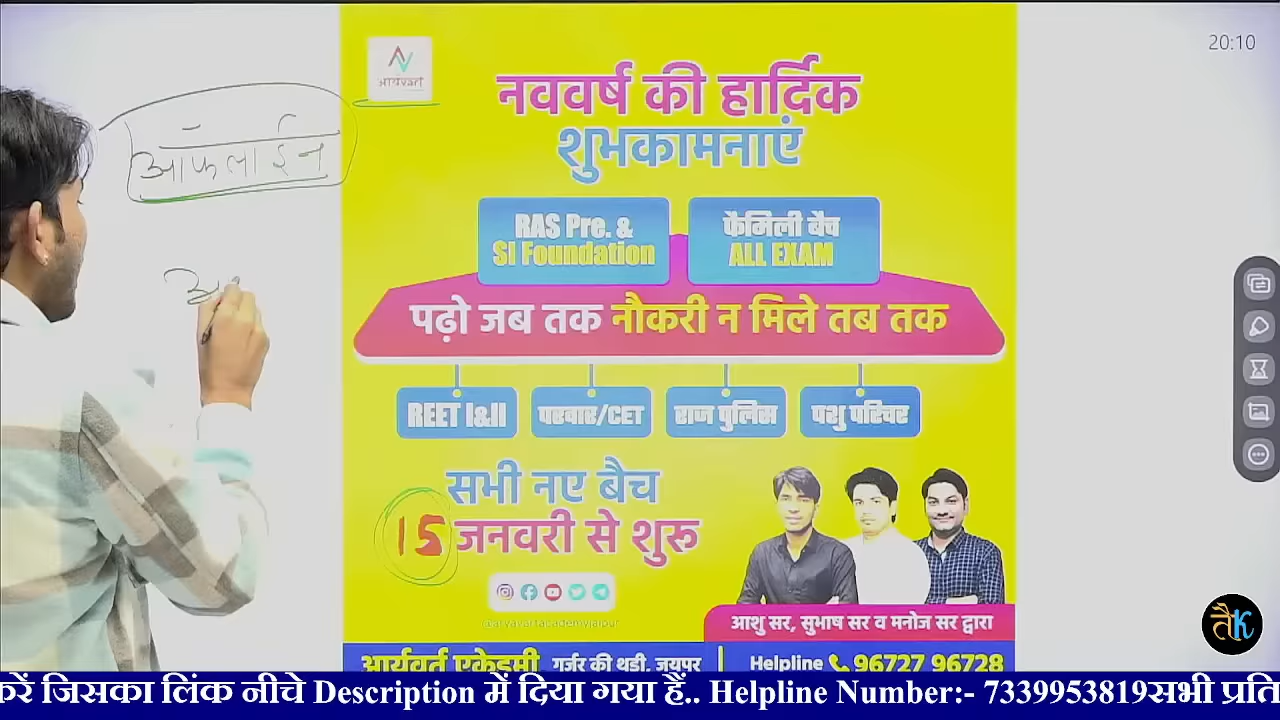 20:10
आर्यावर्त
नववर्ष की हार्दिक
शुभकामनाएं
ऑफलाईन
RAS Pre. &
SI Foundation
फैमिली बैच
ALL EXAM
पढ़ो जब तक नौकरी न मिले तब तक
REET I&II
पटवार/CET
राज पुलिस
पशु परिचर
सभी नए बैच
15 जनवरी से शुरू
आशु सर, सुभाष सर व मनोज सर द्वारा
आर्यवर्त एकेडमी गुर्जर की थडी, जयपुर
Helpline 96727 96728
तैK
करें जिसका लिंक नीचे Description में दिया गया हैं.. Helpline Number:- 7339953819सभी प्रति